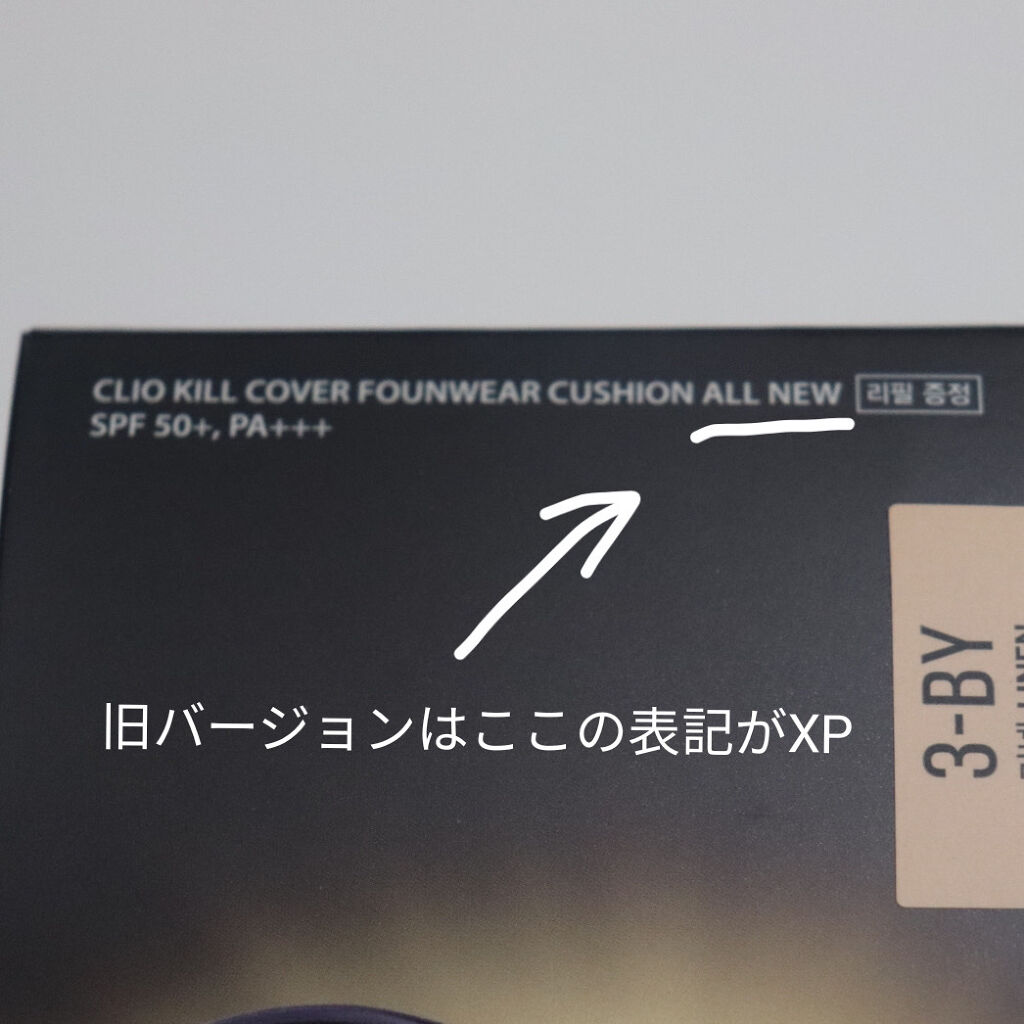 CLIO KILL COVER FOUNWEAR CUSHION ALL NEW 리필 증정
SPF 50+, PA+++
旧バージョンはここの表記がXP
3-BY
LINEN